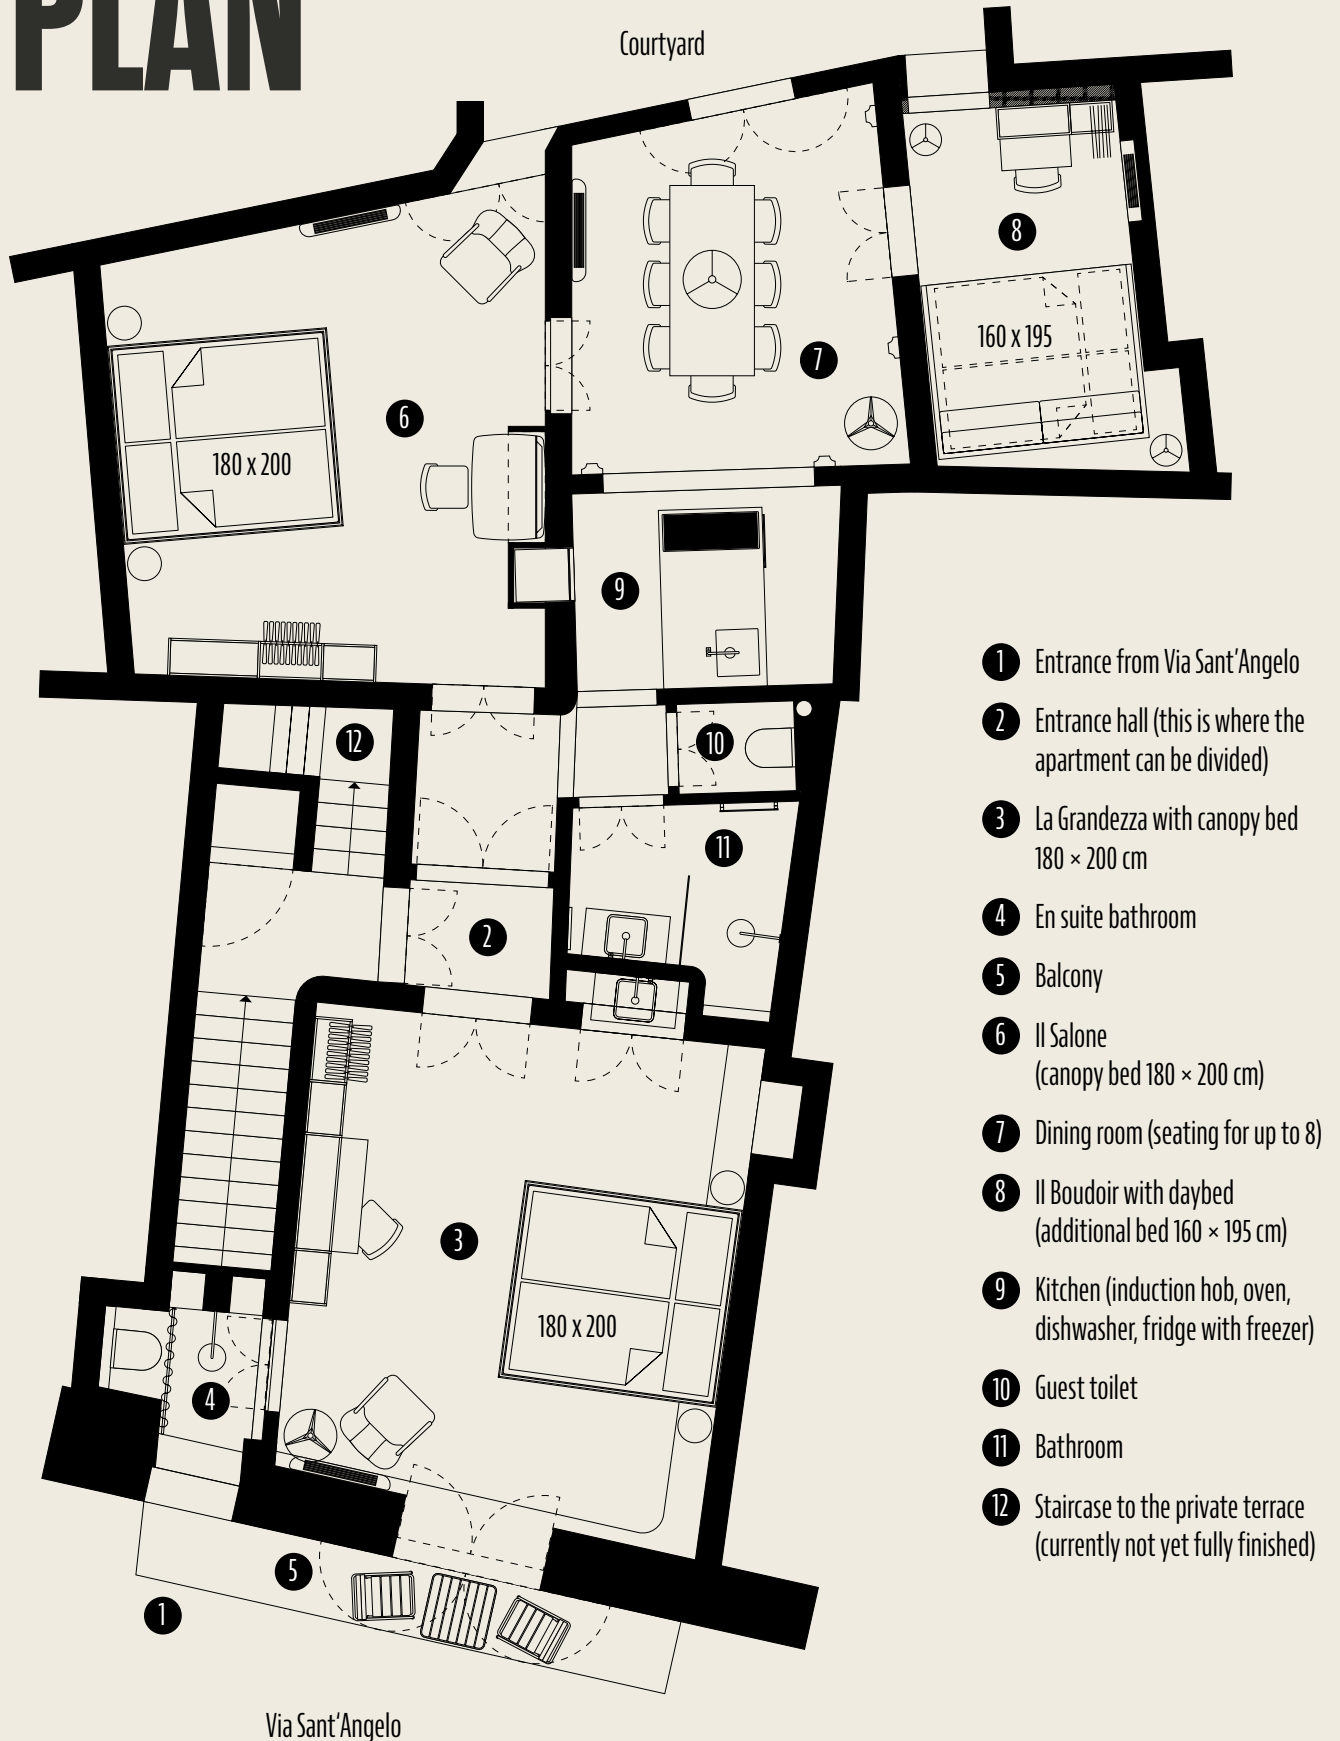 PLAN
Courtyard
8
160 x 195
7
6
180 x 200
9
12
10
11
2
3
180 x 200
4
5
1
Via Sant'Angelo
1 Entrance from Via Sant'Angelo
2 Entrance hall (this is where the
apartment can be divided)
3 La Grandezza with canopy bed
180 × 200 cm
4 En suite bathroom
5 Balcony
6 Il Salone
(canopy bed 180 × 200 cm)
7 Dining room (seating for up to 8)
8 Il Boudoir with daybed
(additional bed 160 × 195 cm)
9 Kitchen (induction hob, oven,
dishwasher, fridge with freezer)
10 Guest toilet
11 Bathroom
12 Staircase to the private terrace
(currently not yet fully finished)